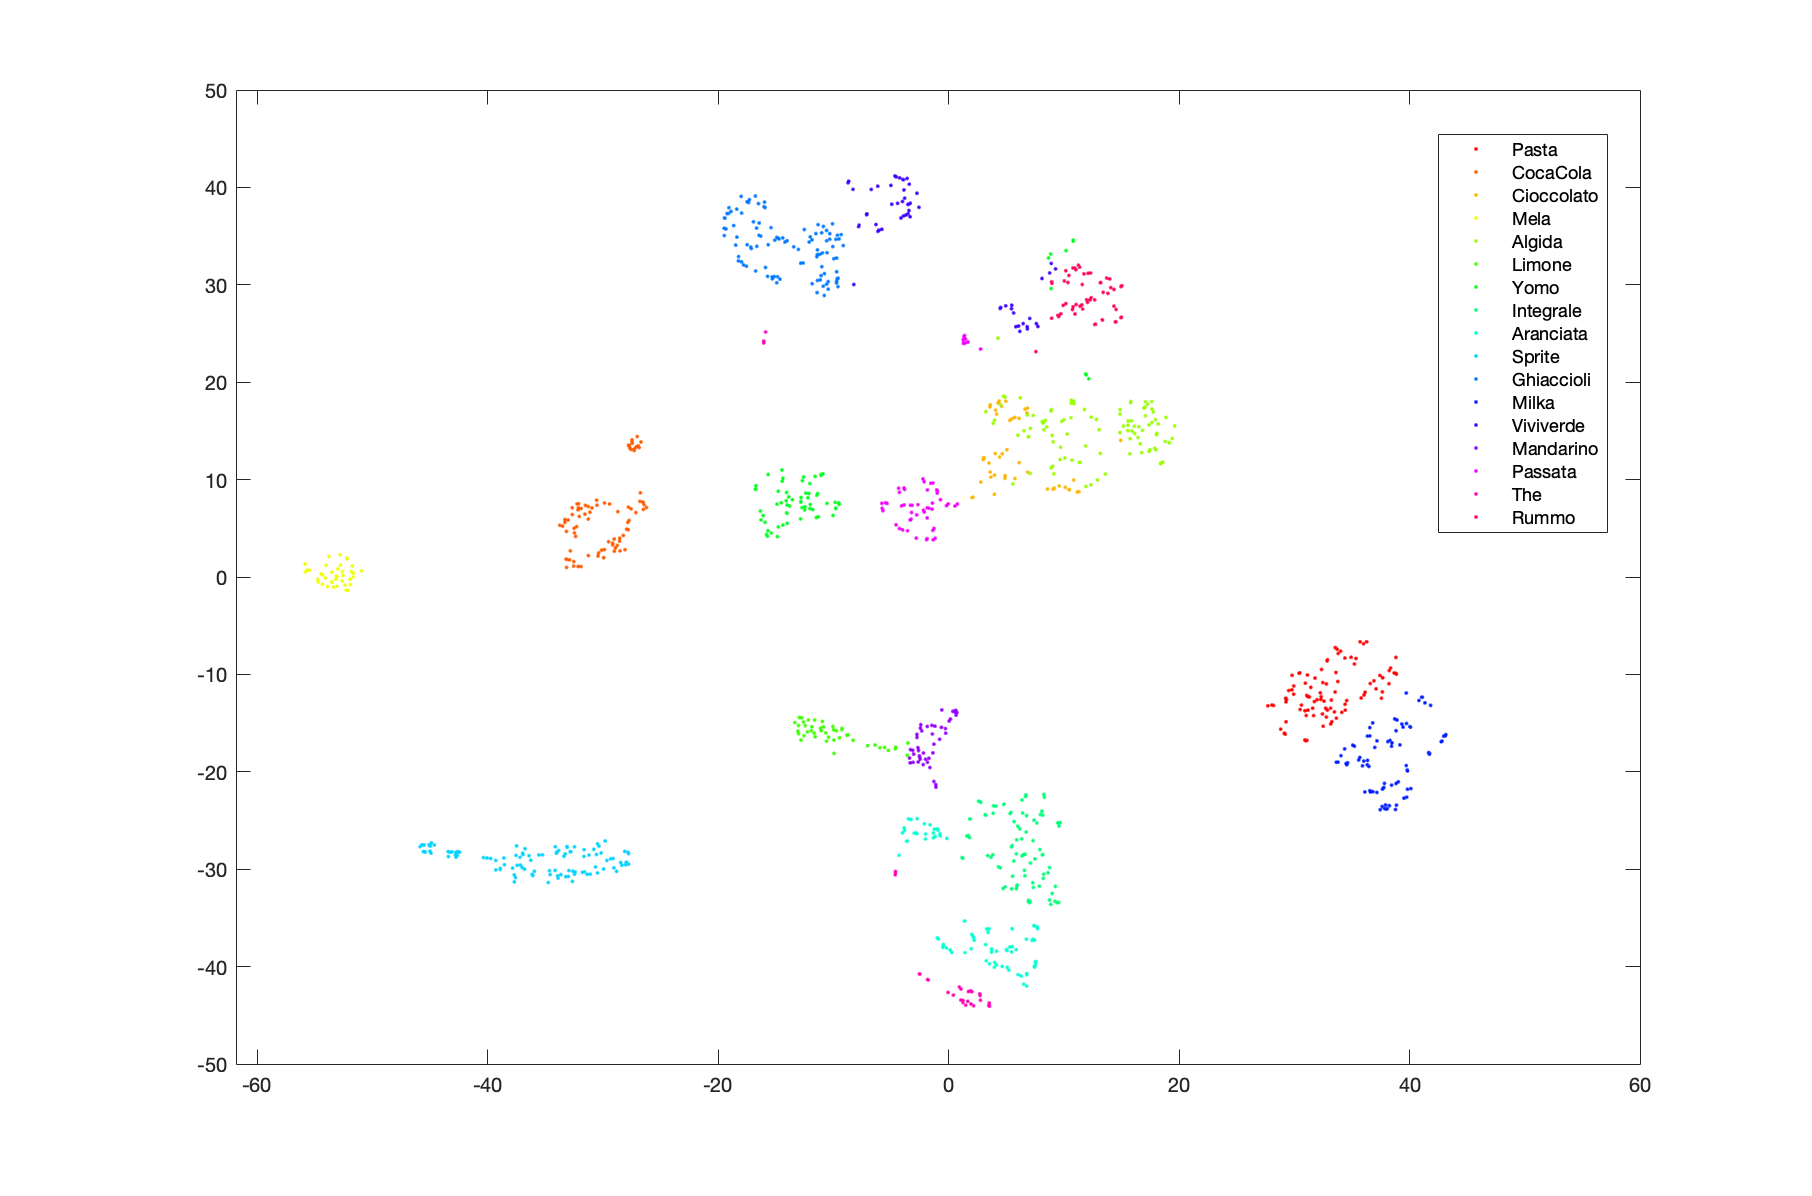 50
40
30
20
10
0
-10
-20
-30
-40
-50
-60 -40 -20 0 20 40 60
Pasta
CocaCola
Cioccolato
Mela
Algida
Limone
Yomo
Integrale
Aranciata
Sprite
Ghiaccioli
Milka
Viviverde
Mandarino
Passata
The
Rummo